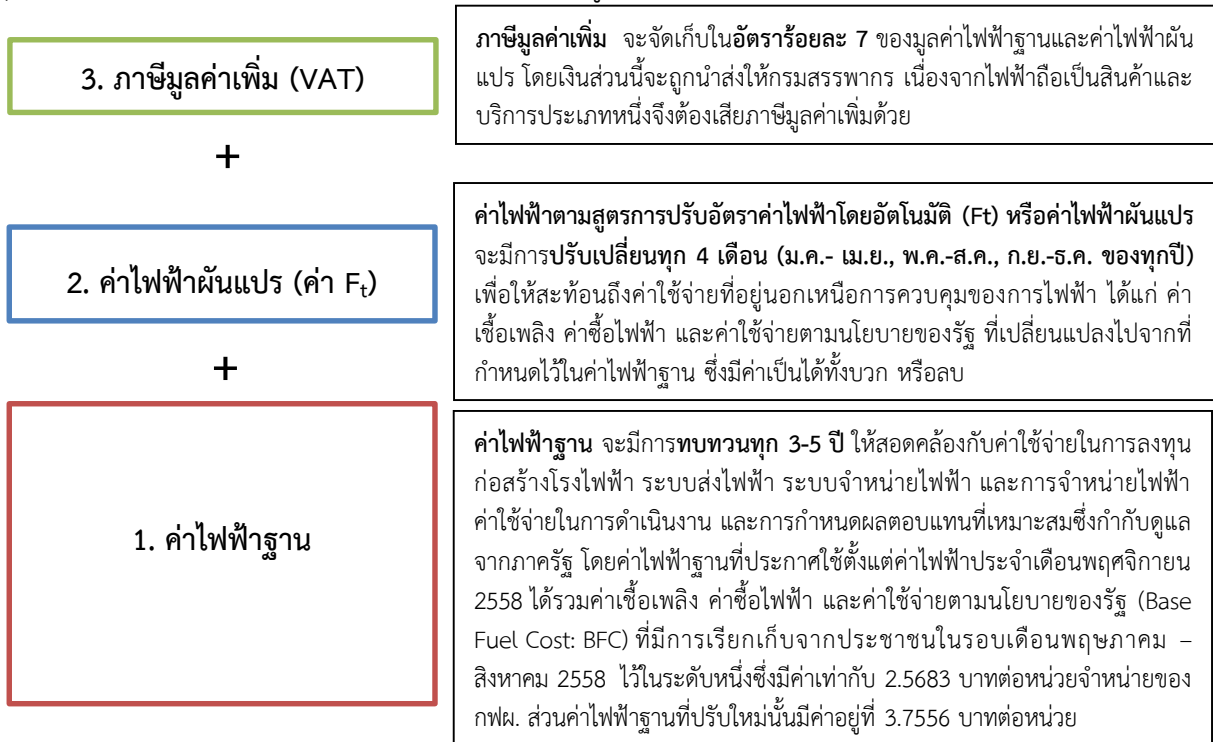 3. ภาษีมูลค่าเพิ่ม (VAT)
ภาษีมูลค่าเพิ่ม จะจัดเก็บในอัตราร้อยละ 7 ของมูลค่าไฟฟ้าฐานและค่าไฟฟ้าผัน
แปร โดยเงินส่วนนี้จะถูกนำส่งให้กรมสรรพากร เนื่องจากไฟฟ้าถือเป็นสินค้าและ
บริการประเภทหนึ่งจึงต้องเสียภาษีมูลค่าเพิ่มด้วย
+
2. ค่าไฟฟ้าผันแปร (ค่า Ft)
ค่าไฟฟ้าตามสูตรการปรับอัตราค่าไฟฟ้าโดยอัตโนมัติ (Ft) หรือค่าไฟฟ้าผันแปร
จะมีการปรับเปลี่ยนทุก 4 เดือน (ม.ค.- เม.ย., พ.ค.-ส.ค., ก.ย.-ธ.ค. ของทุกปี)
เพื่อให้สะท้อนถึงค่าใช้จ่ายที่อยู่นอกเหนือการควบคุมของการไฟฟ้า ได้แก่ ค่า
เชื้อเพลิง ค่าซื้อไฟฟ้า และค่าใช้จ่ายตามนโยบายของรัฐ ที่เปลี่ยนแปลงไปจากที่
กำหนดไว้ในค่าไฟฟ้าฐาน ซึ่งมีค่าเป็นได้ทั้งบวก หรือลบ
+
1. ค่าไฟฟ้าฐาน
ค่าไฟฟ้าฐาน จะมีการทบทวนทุก 3-5 ปี ให้สอดคล้องกับค่าใช้จ่ายในการลงทุน
ก่อสร้างโรงไฟฟ้า ระบบส่งไฟฟ้า ระบบจำหน่ายไฟฟ้า และการจำหน่ายไฟฟ้า
ค่าใช้จ่ายในการดำเนินงาน และการกำหนดผลตอบแทนที่เหมาะสมซึ่งกำกับดูแล
จากภาครัฐ โดยค่าไฟฟ้าฐานที่ประกาศใช้ตั้งแต่ค่าไฟฟ้าประจำเดือนพฤศจิกายน
2558 ได้รวมค่าเชื้อเพลิง ค่าซื้อไฟฟ้า และค่าใช้จ่ายตามนโยบายของรัฐ (Base
Fuel Cost: BFC) ที่มีการเรียกเก็บจากประชาชนในรอบเดือนพฤษภาคม –
สิงหาคม 2558 ไว้ในระดับหนึ่งซึ่งมีค่าเท่ากับ 2.5683 บาทต่อหน่วยจำหน่ายของ
กฟผ. ส่วนค่าไฟฟ้าฐานที่ปรับใหม่นั้นมีค่าอยู่ที่ 3.7556 บาทต่อหน่วย